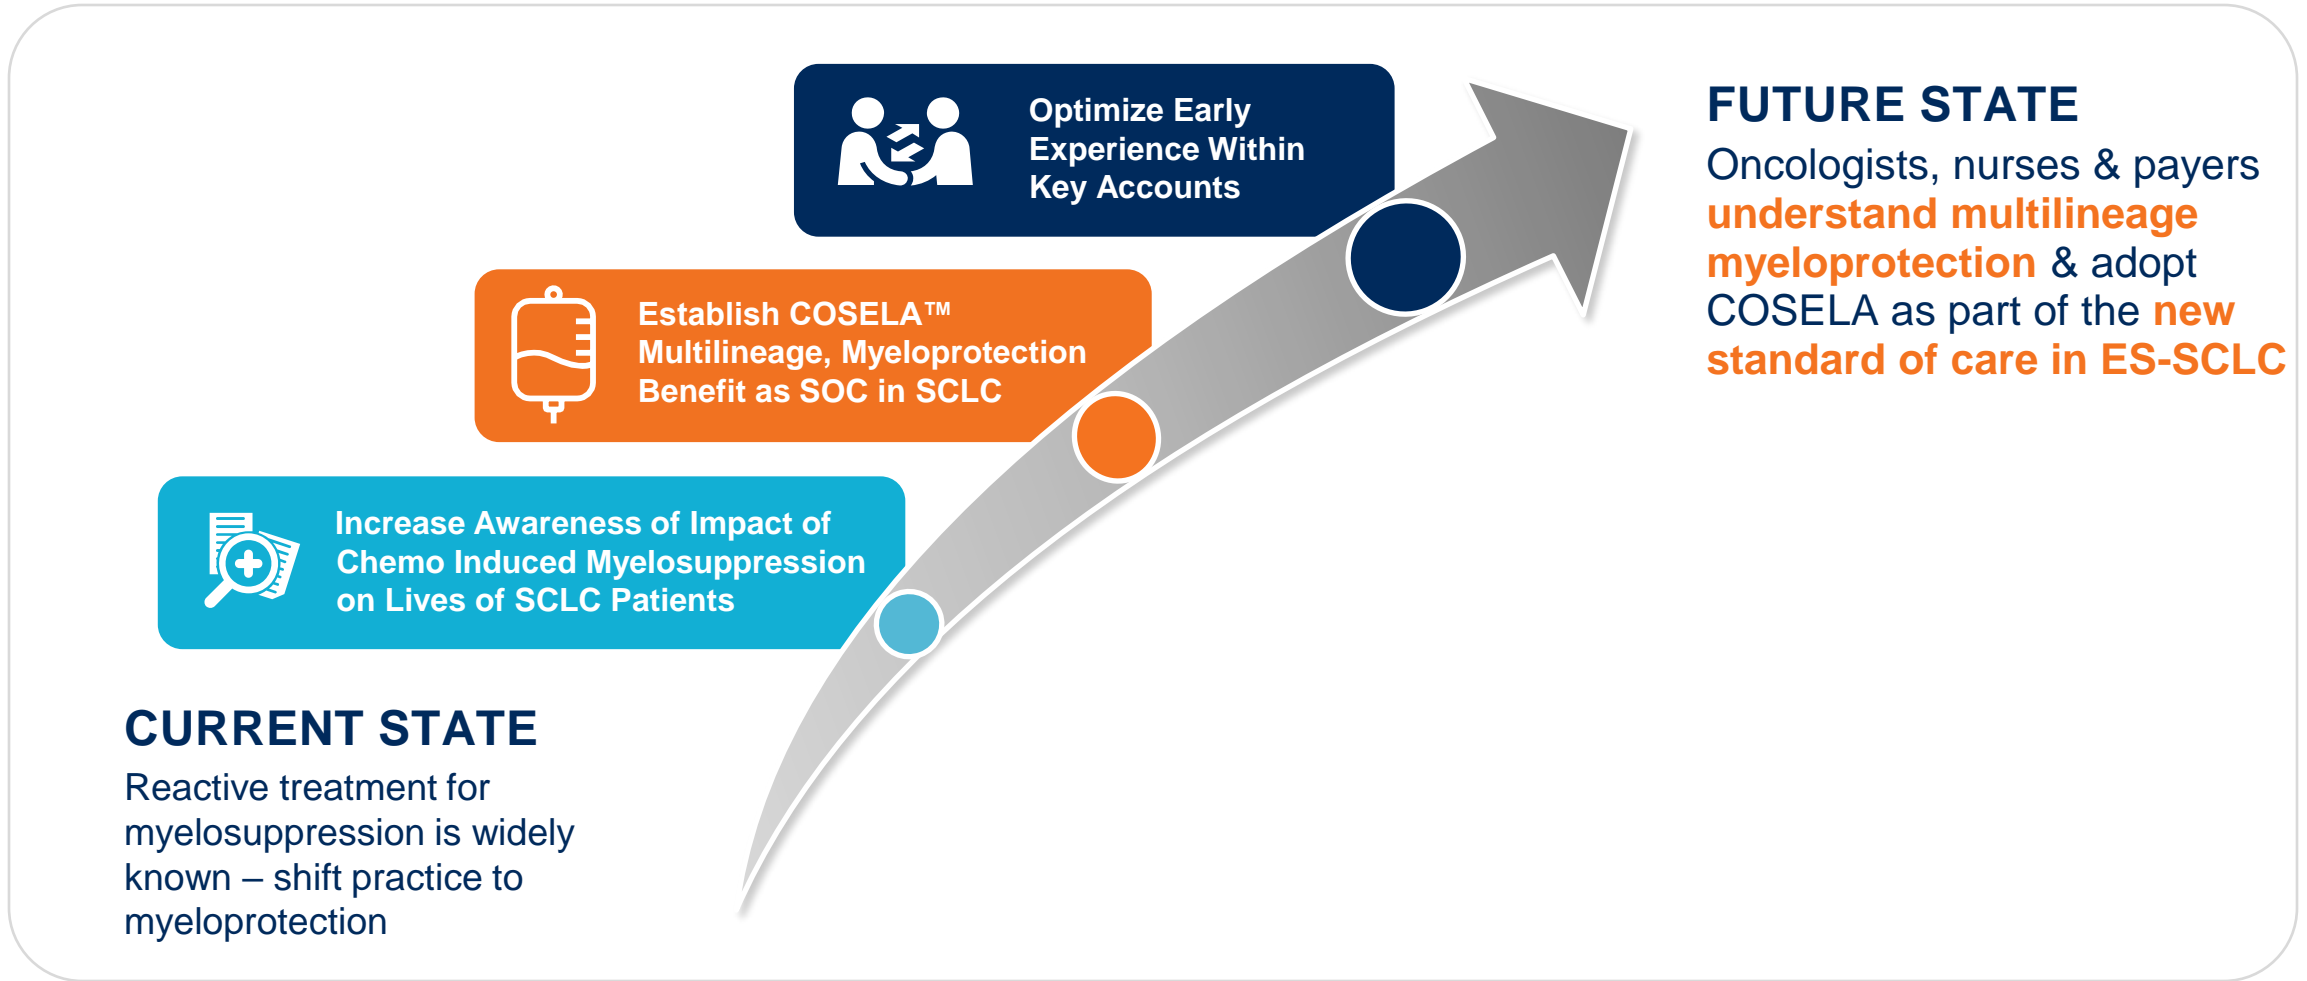 Optimize Early
Experience Within
Key Accounts
FUTURE STATE
Oncologists, nurses & payers
understand multilineage
myeloprotection & adopt
COSELA as part of the new
standard of care in ES-SCLC
Establish COSELA™
Multilineage, Myeloprotection
Benefit as SOC in SCLC
Increase Awareness of Impact of
Chemo Induced Myelosuppression
on Lives of SCLC Patients
CURRENT STATE
Reactive treatment for
myelosuppression is widely
known – shift practice to
myeloprotection